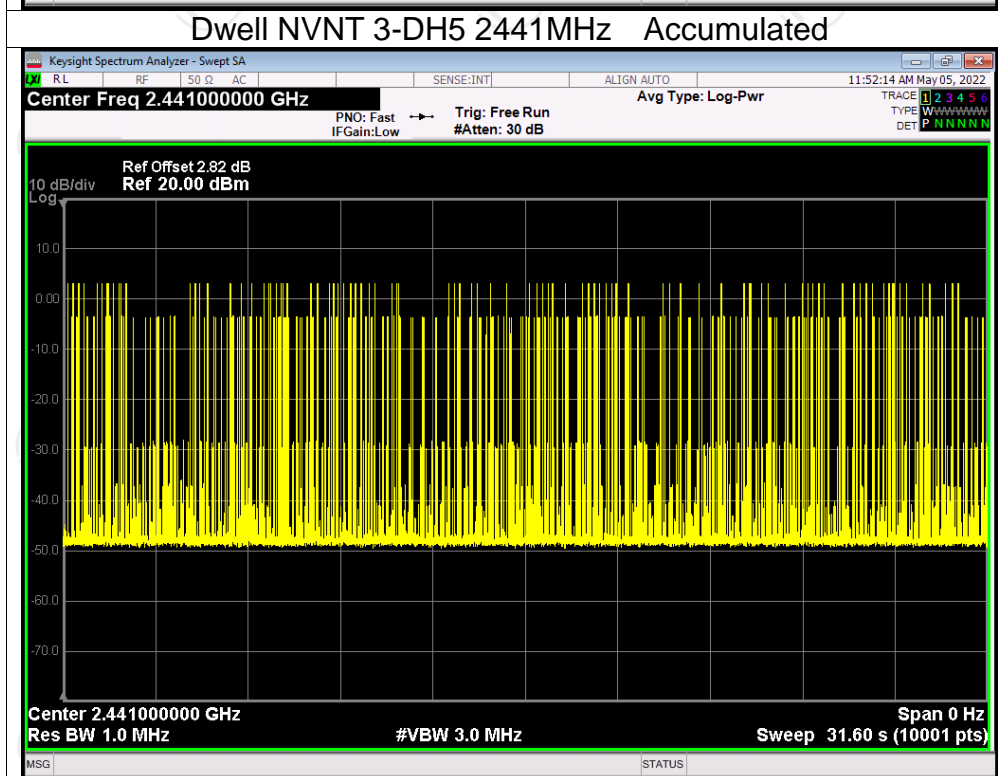 Dwell NVNT 3-DH5 2441MHz Accumulated
Keysight Spectrum Analyzer - Swept SA
LXI RL RF 50 Ω AC SENSE:INT ALIGN AUTO 11:52:14 AM May 05, 2022
Center Freq 2.441000000 GHz Avg Type: Log-Pwr TRACE 1 2 3 4 5 6
PNO: Fast Trig: Free Run TYPE WWWWWW
IFGain:Low #Atten: 30 dB DET P N N N N N
Ref Offset 2.82 dB
10 dB/div Ref 20.00 dBm
Log
10.0
0.00
-10.0
-20.0
-30.0
-40.0
-50.0
-60.0
-70.0
Center 2.441000000 GHz Span 0 Hz
Res BW 1.0 MHz #VBW 3.0 MHz Sweep 31.60 s (10001 pts)
MSG STATUS